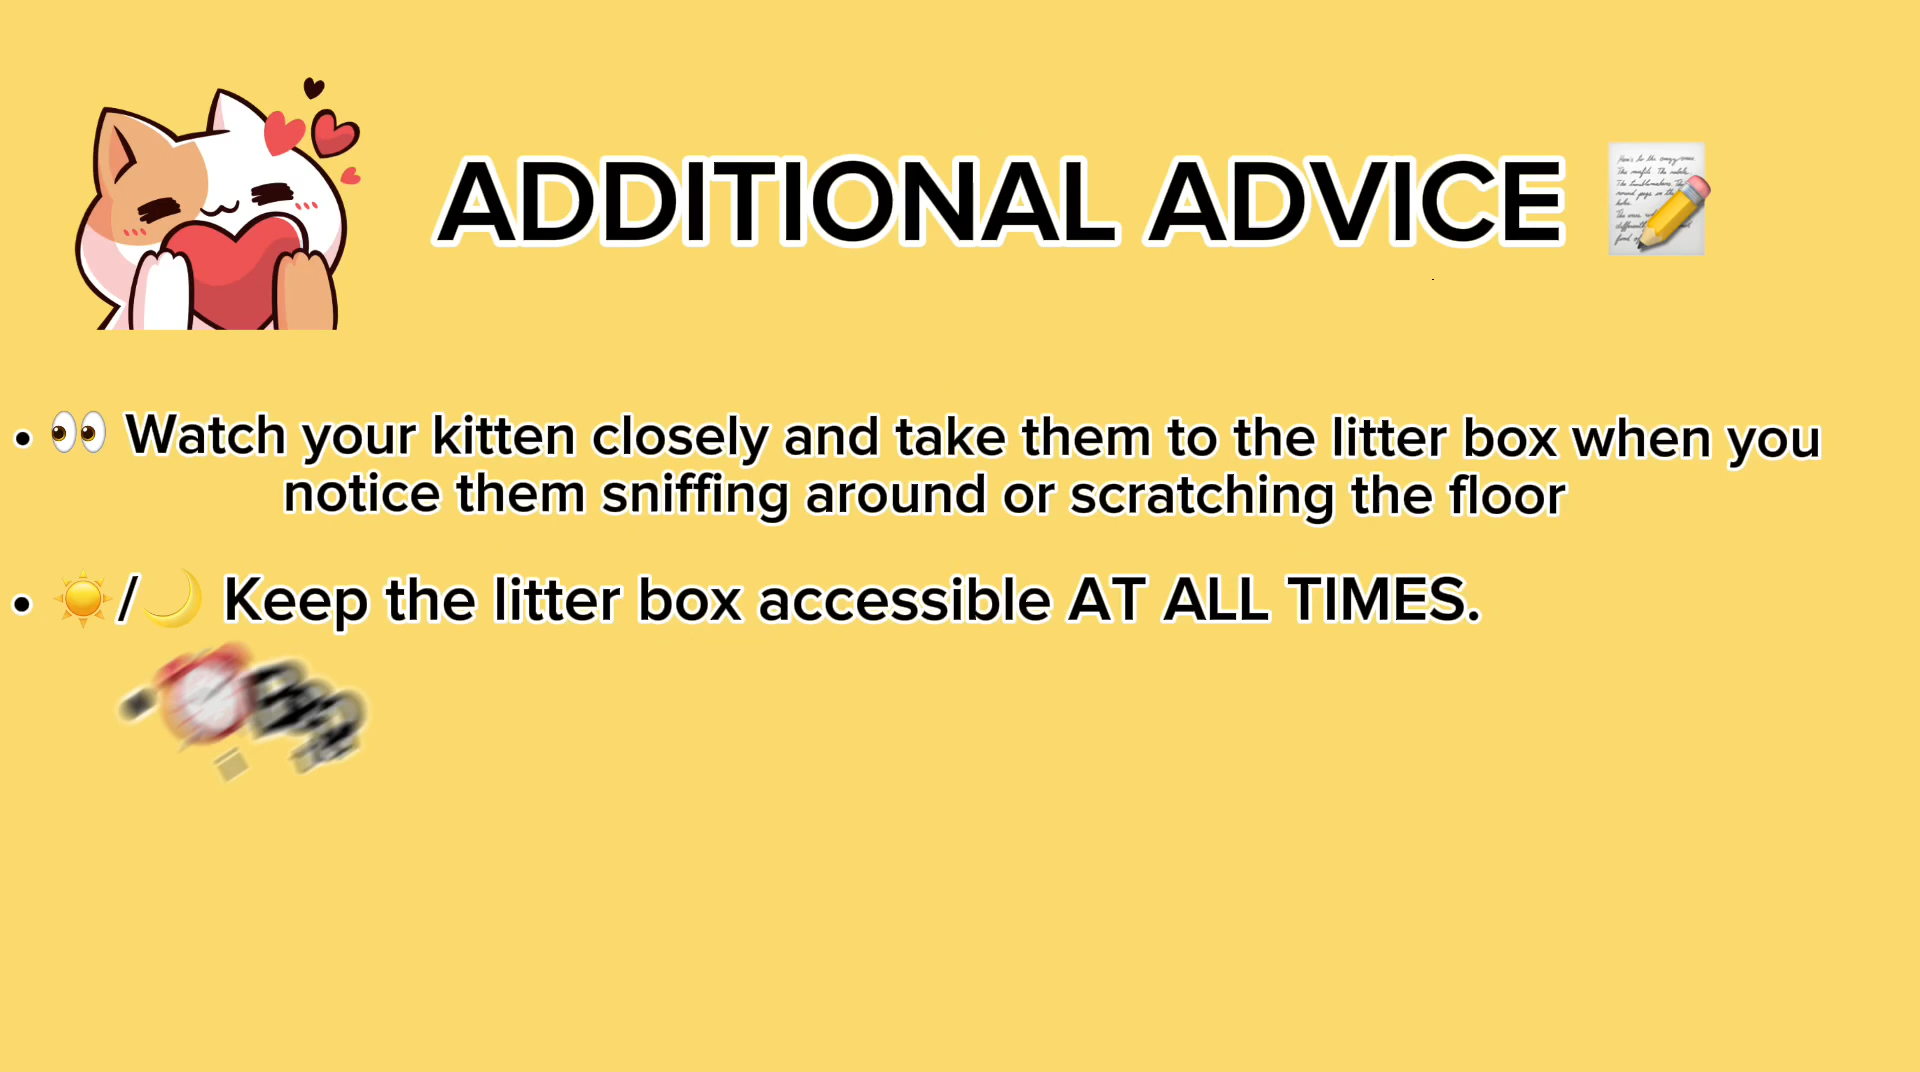 ADDITIONAL ADVICE 📝
• 👀 Watch your kitten closely and take them to the litter box when you
notice them sniffing around or scratching the floor
• ☀️/🌙 Keep the litter box accessible AT ALL TIMES.